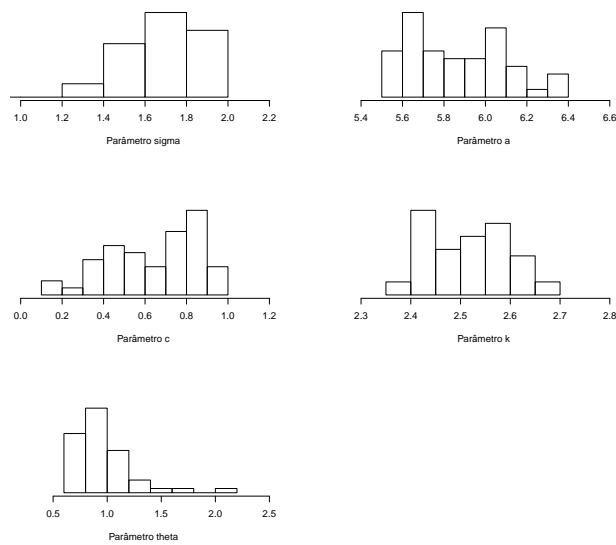 1.0 1.2 1.4 1.6 1.8 2.0 2.2
Parâmetro sigma
5.4 5.6 5.8 6.0 6.2 6.4 6.6
Parâmetro a
0.0 0.2 0.4 0.6 0.8 1.0 1.2
Parâmetro c
2.3 2.4 2.5 2.6 2.7 2.8
Parâmetro k
0.5 1.0 1.5 2.0 2.5
Parâmetro theta